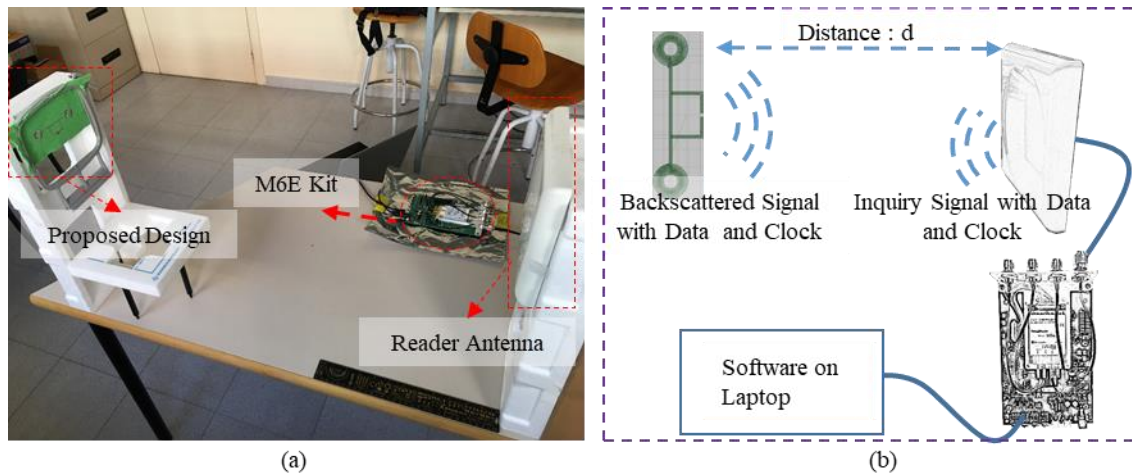 M6E Kit
Proposed Design
Reader Antenna
(a)
Distance : d
Backscattered Signal
with Data and Clock
Inquiry Signal with Data
and Clock
Software on
Laptop
(b)